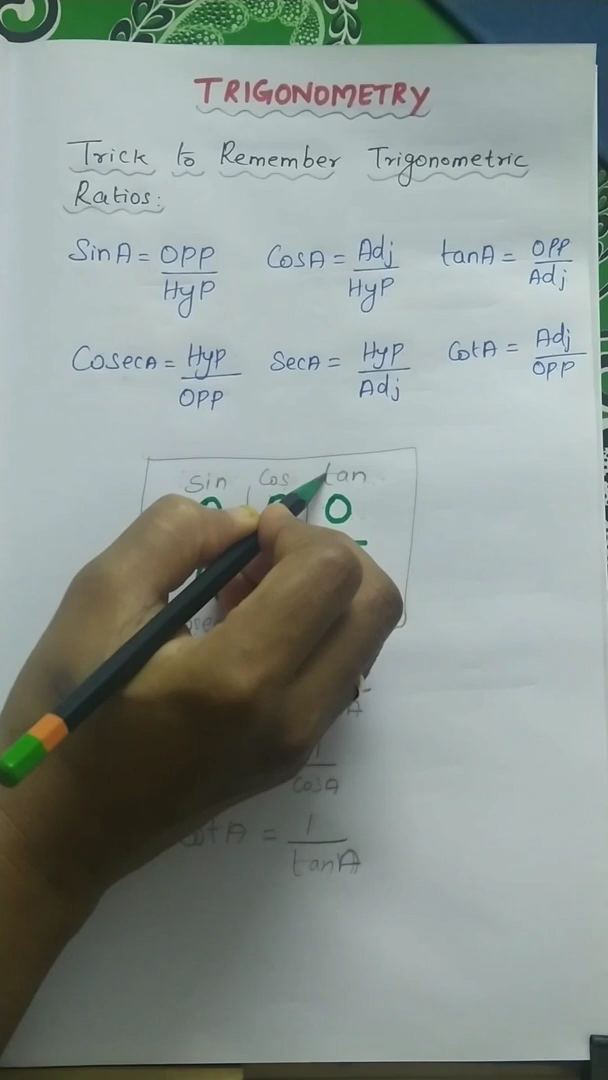 TRIGONOMETRY
Trick to Remember Trigonometric
Ratios:
Sin A = OPP/HyP CosA = Adj/HyP tanA = OPP/Adj
CosecA = Hyp/OPP SecA = Hyp/Adj CotA = Adj/OPP
Sin Cos tan
O
A
1/CosA
A = 1/tanA